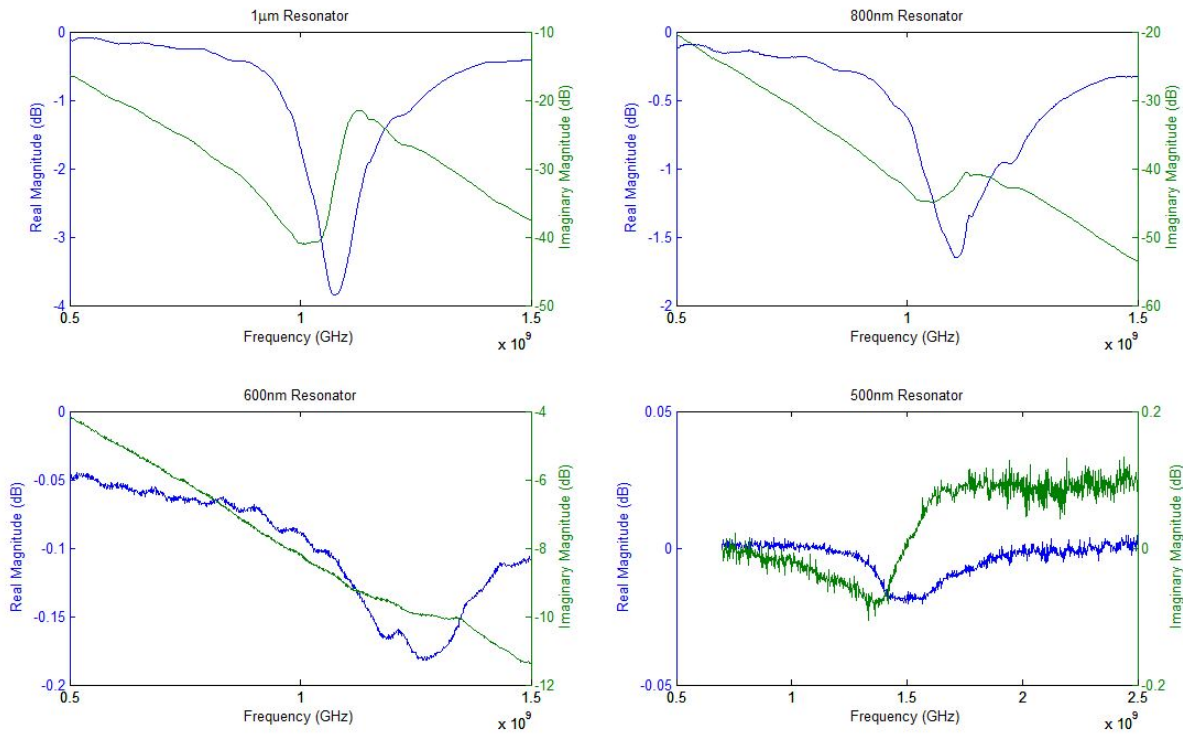 1μm Resonator
0
-1
-2
-3
-4
Real Magnitude (dB)
-10
-20
-30
-40
-50
Imaginary Magnitude (dB)
0.5
1
1.5
Frequency (GHz)
x 10^9
800nm Resonator
0
-0.5
-1
-1.5
-2
Real Magnitude (dB)
-20
-30
-40
-50
-60
Imaginary Magnitude (dB)
0.5
1
1.5
Frequency (GHz)
x 10^9
600nm Resonator
0
-0.05
-0.1
-0.15
-0.2
Real Magnitude (dB)
-4
-6
-8
-10
-12
Imaginary Magnitude (dB)
0.5
1
1.5
Frequency (GHz)
x 10^9
500nm Resonator
0.05
0
-0.05
Real Magnitude (dB)
0.2
0
-0.2
Imaginary Magnitude (dB)
0.5
1
1.5
2
2.5
Frequency (GHz)
x 10^9